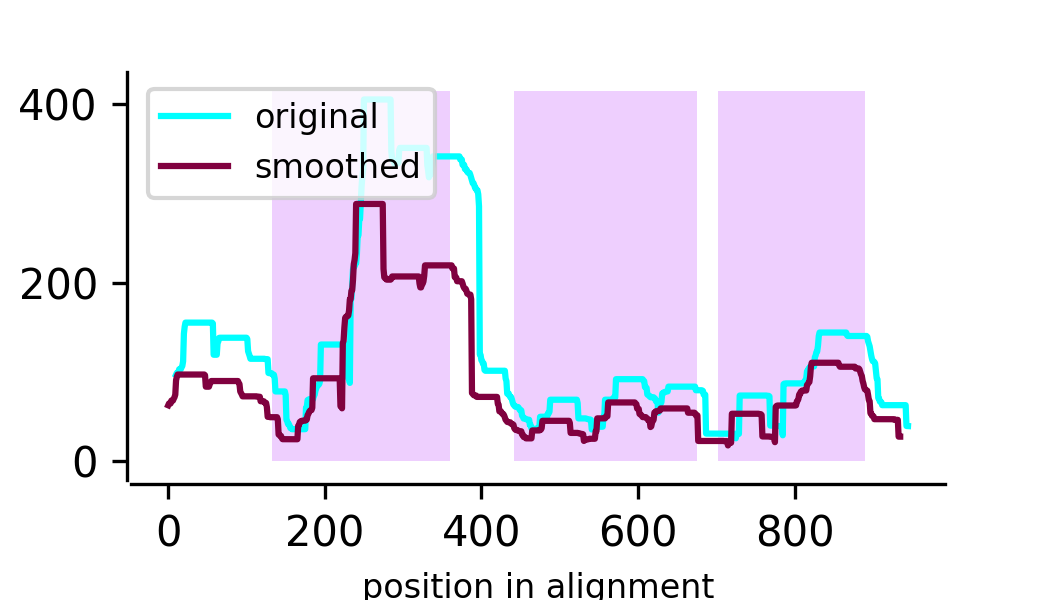 400
200
0
original
smoothed
0 200 400 600 800
position in alignment